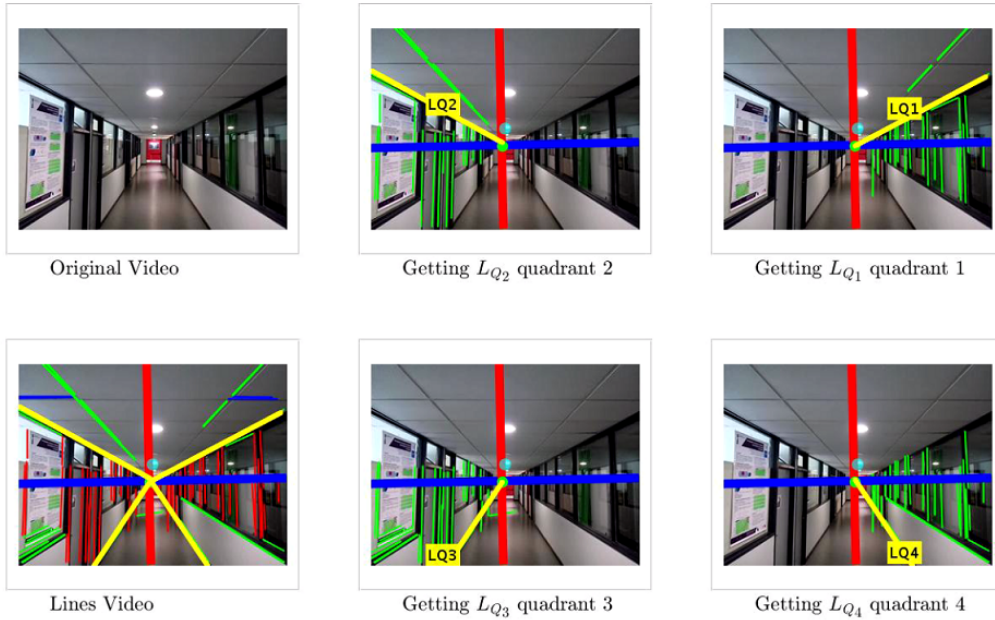 LQ2
LQ1
Original Video
Getting $L_{Q_2}$ quadrant 2
Getting $L_{Q_1}$ quadrant 1
LQ3
LQ4
Lines Video
Getting $L_{Q_3}$ quadrant 3
Getting $L_{Q_4}$ quadrant 4